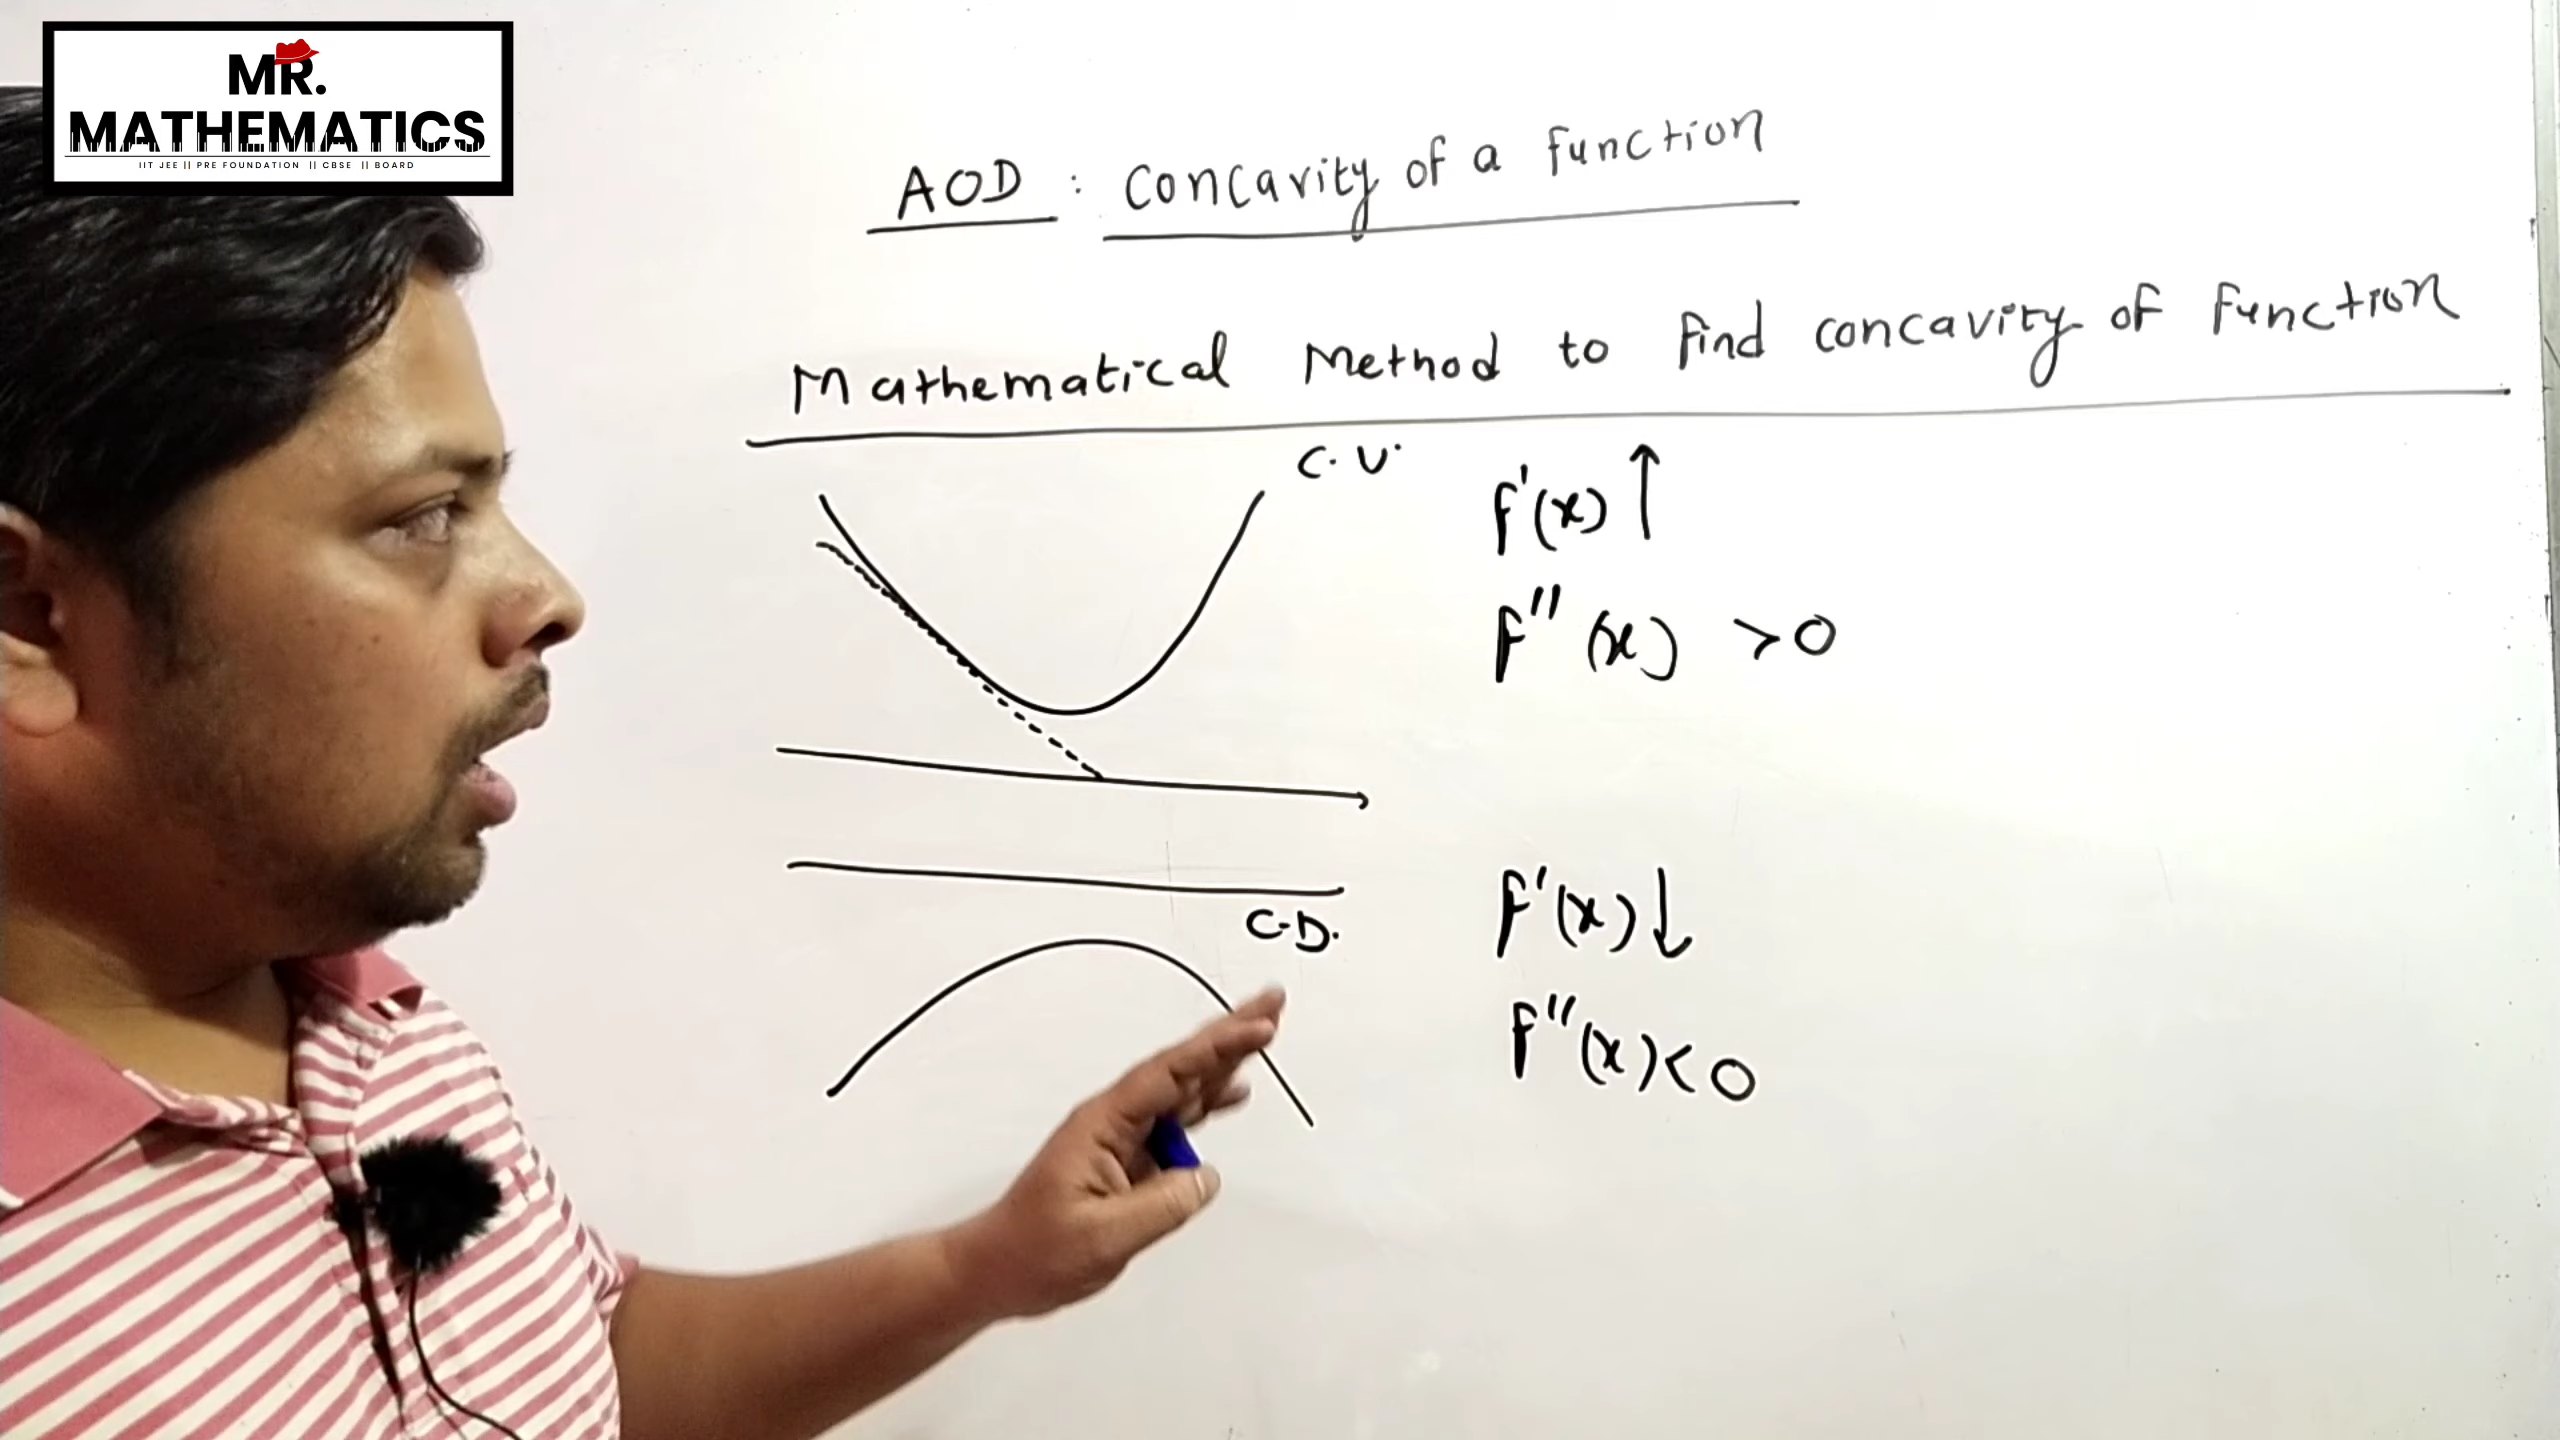 MR.
MATHEMATICS
IIT JEE || PRE FOUNDATION || CBSE || BOARD
AOD : Concavity of a function
Mathematical Method to find concavity of function
C.U.
f'(x) ↑
f''(x) >0
C.D.
f'(x) ↓
f''(x)<0